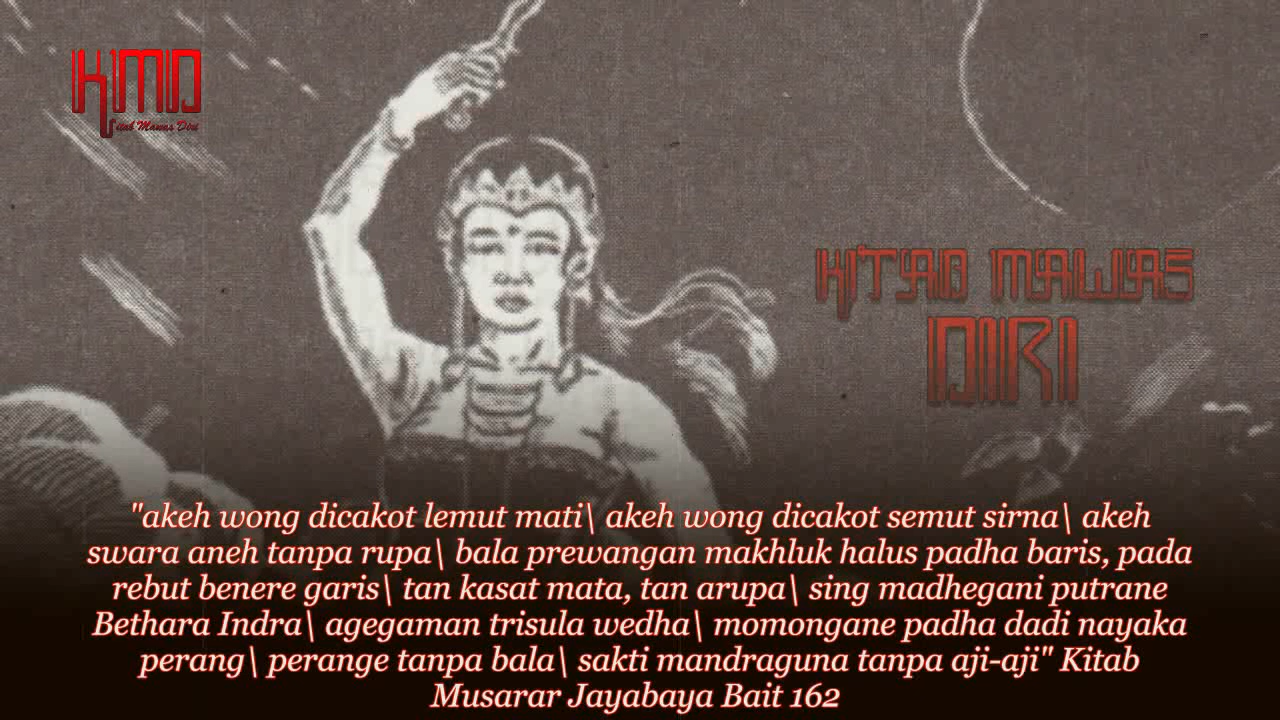 KMD
Kitab Mawas Diri
KITAB MAWAS
DIRI
"akeh wong dicakot lemut mati\ akeh wong dicakot semut sirna\ akeh
swara aneh tanpa rupa\ bala prewangan makhluk halus padha baris, pada
rebut benere garis\ tan kasat mata, tan arupa\ sing madhegani putrane
Bethara Indra\ agegaman trisula wedha\ momongane padha dadi nayaka
perang\ perange tanpa bala\ sakti mandraguna tanpa aji-aji" Kitab
Musarar Jayabaya Bait 162